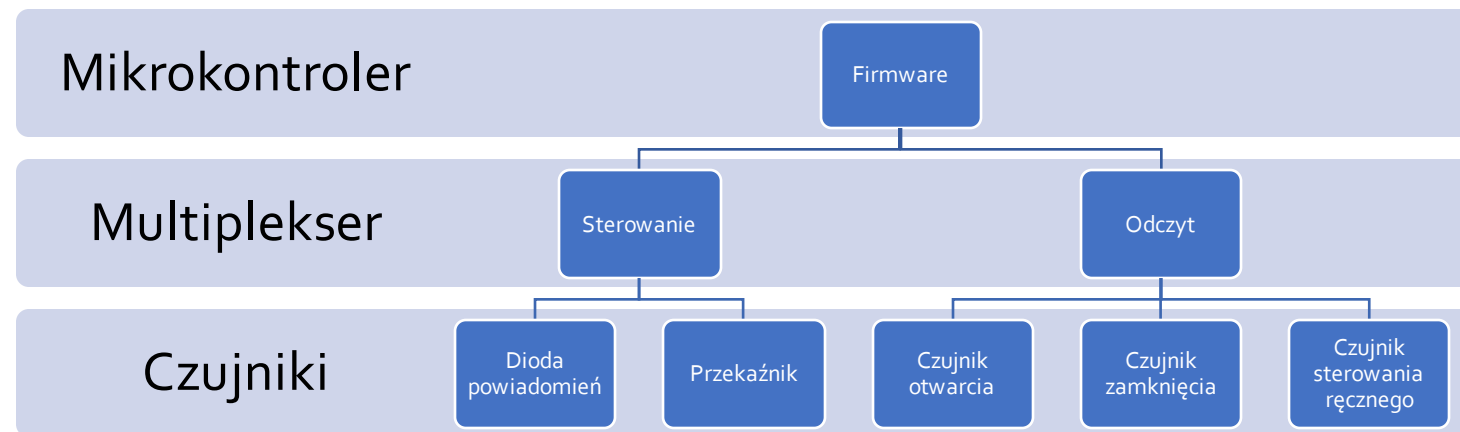 Mikrokontroler
Firmware
Multiplekser
Sterowanie
Odczyt
Czujniki
Dioda
powiadomień
Przekaźnik
Czujnik
otwarcia
Czujnik
zamknięcia
Czujnik
sterowania
ręcznego